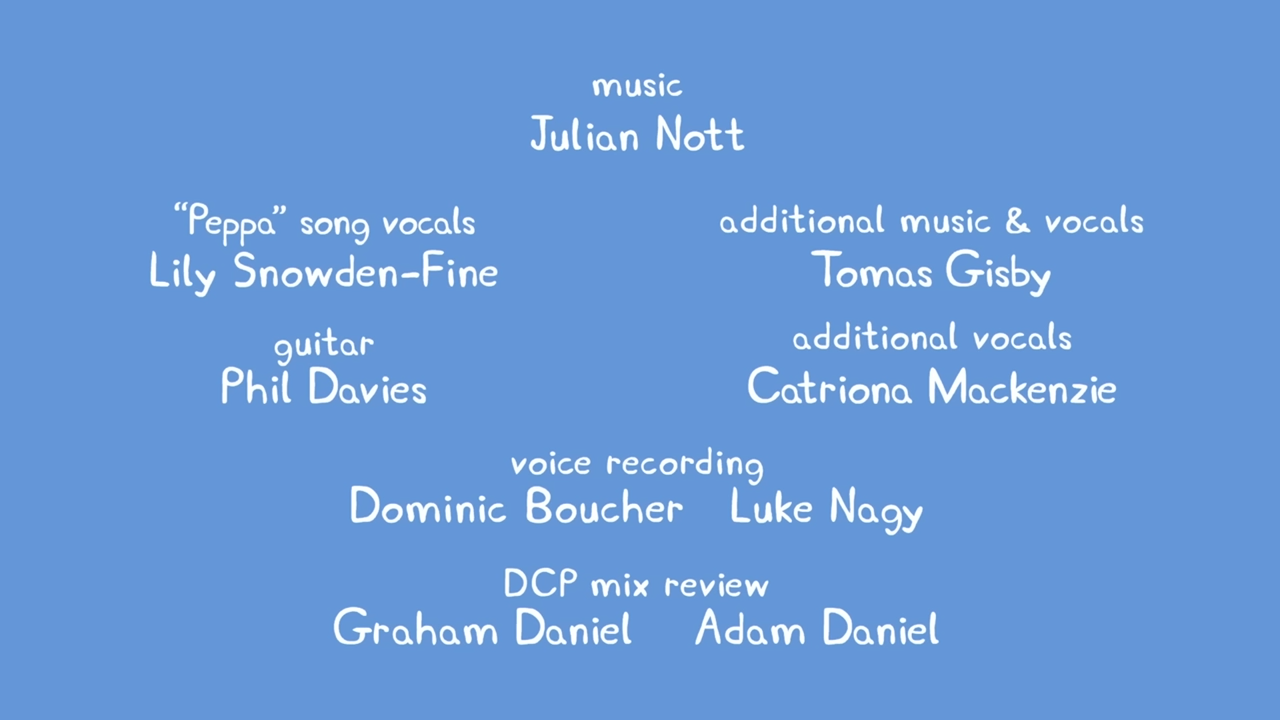 music
Julian Nott
“Peppa” song vocals
Lily Snowden-Fine
additional music & vocals
Tomas Gisby
guitar
Phil Davies
additional vocals
Catriona Mackenzie
voice recording
Dominic Boucher Luke Nagy
DCP mix review
Graham Daniel Adam Daniel